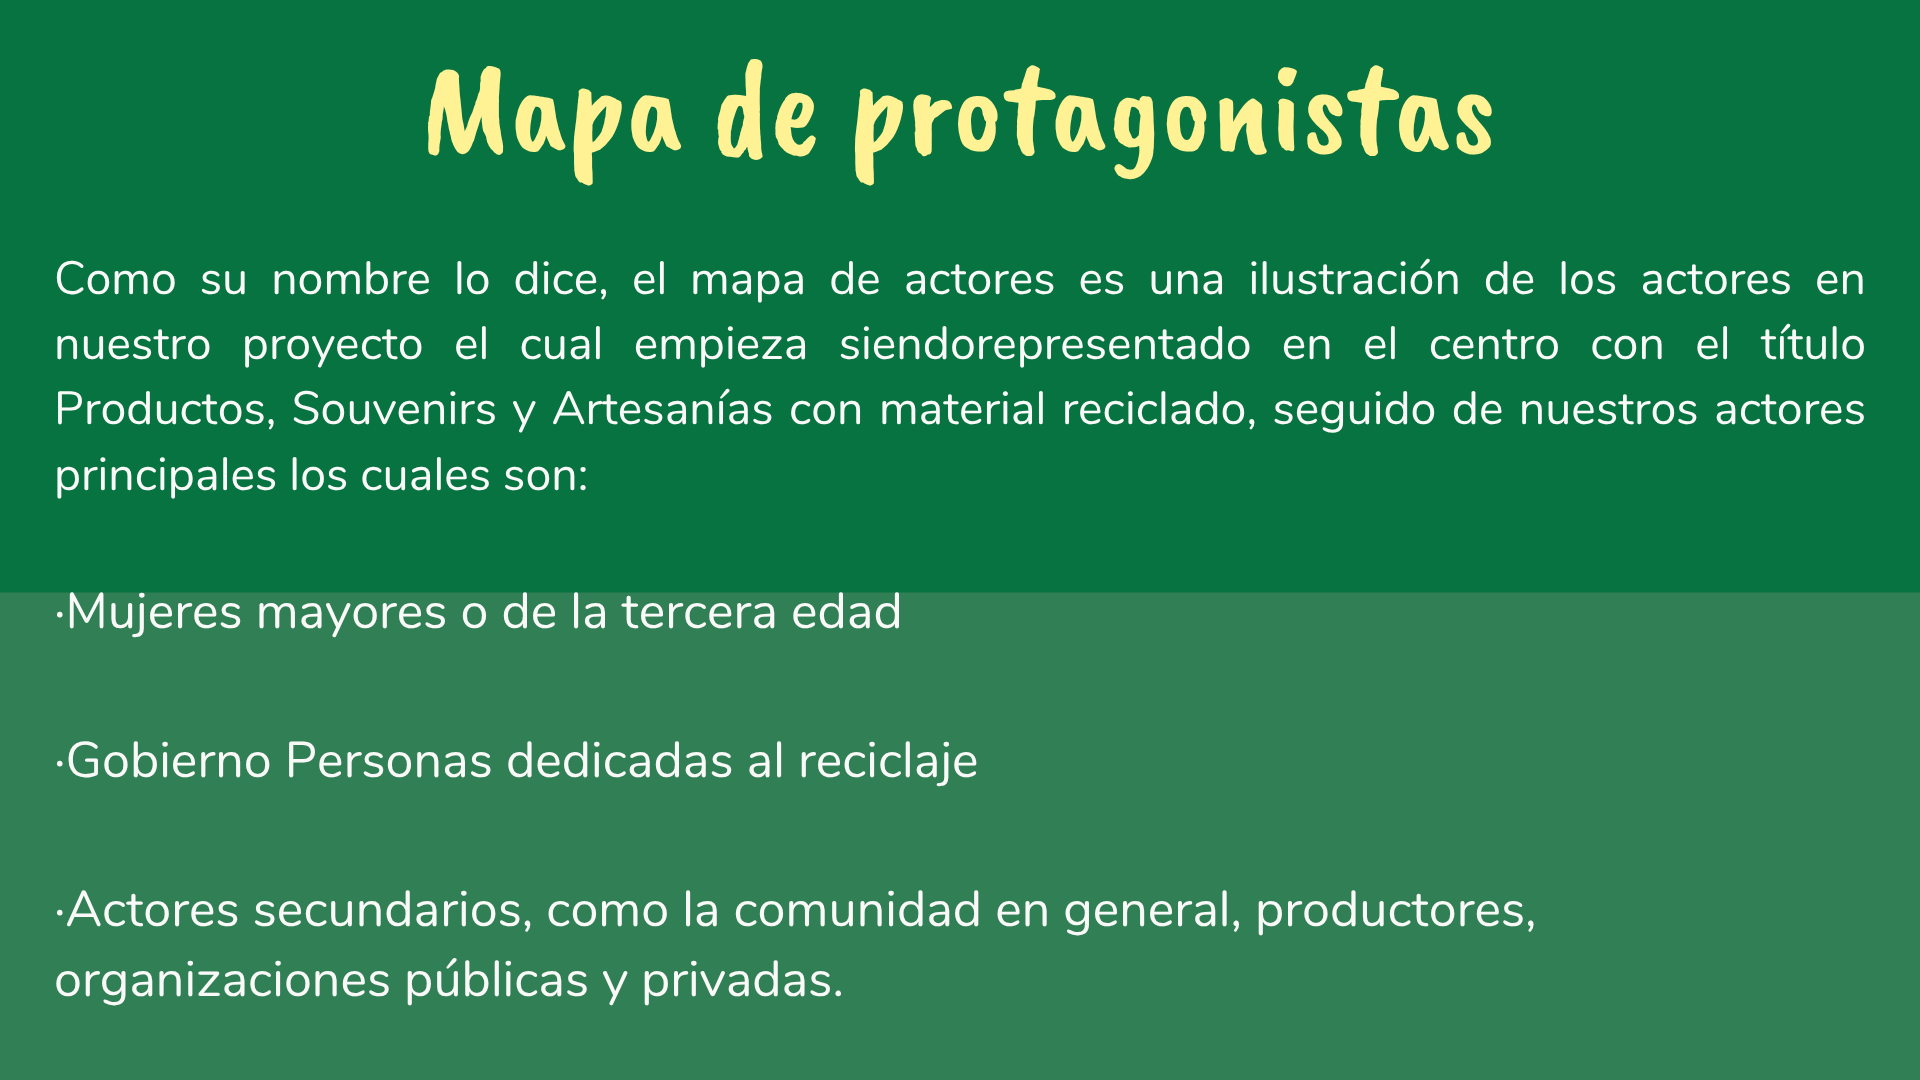 Mapa de protagonistas
Como su nombre lo dice, el mapa de actores es una ilustración de los actores en
nuestro proyecto el cual empieza siendorepresentado en el centro con el título
Productos, Souvenirs y Artesanías con material reciclado, seguido de nuestros actores
principales los cuales son:
·Mujeres mayores o de la tercera edad
·Gobierno Personas dedicadas al reciclaje
·Actores secundarios, como la comunidad en general, productores,
organizaciones públicas y privadas.